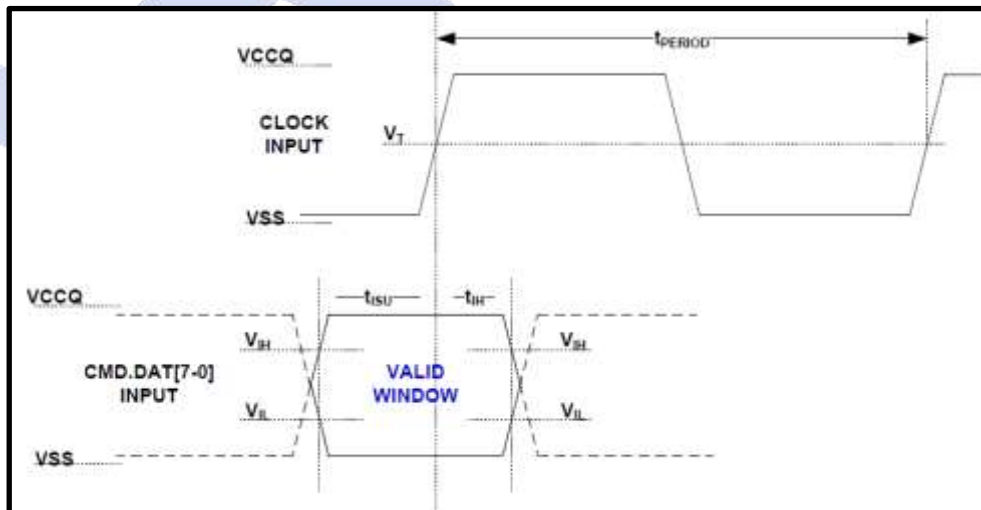 tPERIOD
VCCQ
CLOCK
INPUT
VT
VSS
VCCQ
tISU
tIH
VIH
VIH
CMD.DAT[7-0]
INPUT
VALID
WINDOW
VIL
VIL
VSS